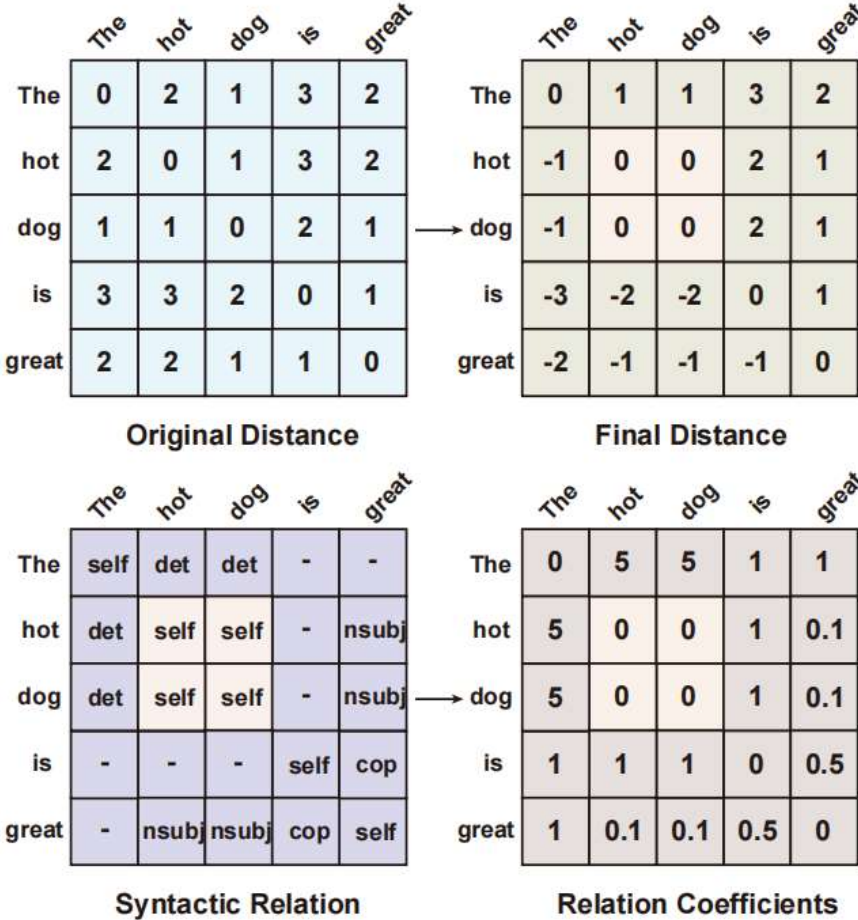 The hot dog is great
The 0 2 1 3 2
hot 2 0 1 3 2
dog 1 1 0 2 1
is 3 3 2 0 1
great 2 2 1 1 0
Original Distance
The hot dog is great
The 0 1 1 3 2
hot -1 0 0 2 1
dog -1 0 0 2 1
is -3 -2 -2 0 1
great -2 -1 -1 -1 0
Final Distance
The hot dog is great
The self det det - -
hot det self self - nsubj
dog det self self - nsubj
is - - - self cop
great - nsubj nsubj cop self
Syntactic Relation
The hot dog is great
The 0 5 5 1 1
hot 5 0 0 1 0.1
dog 5 0 0 1 0.1
is 1 1 1 0 0.5
great 1 0.1 0.1 0.5 0
Relation Coefficients